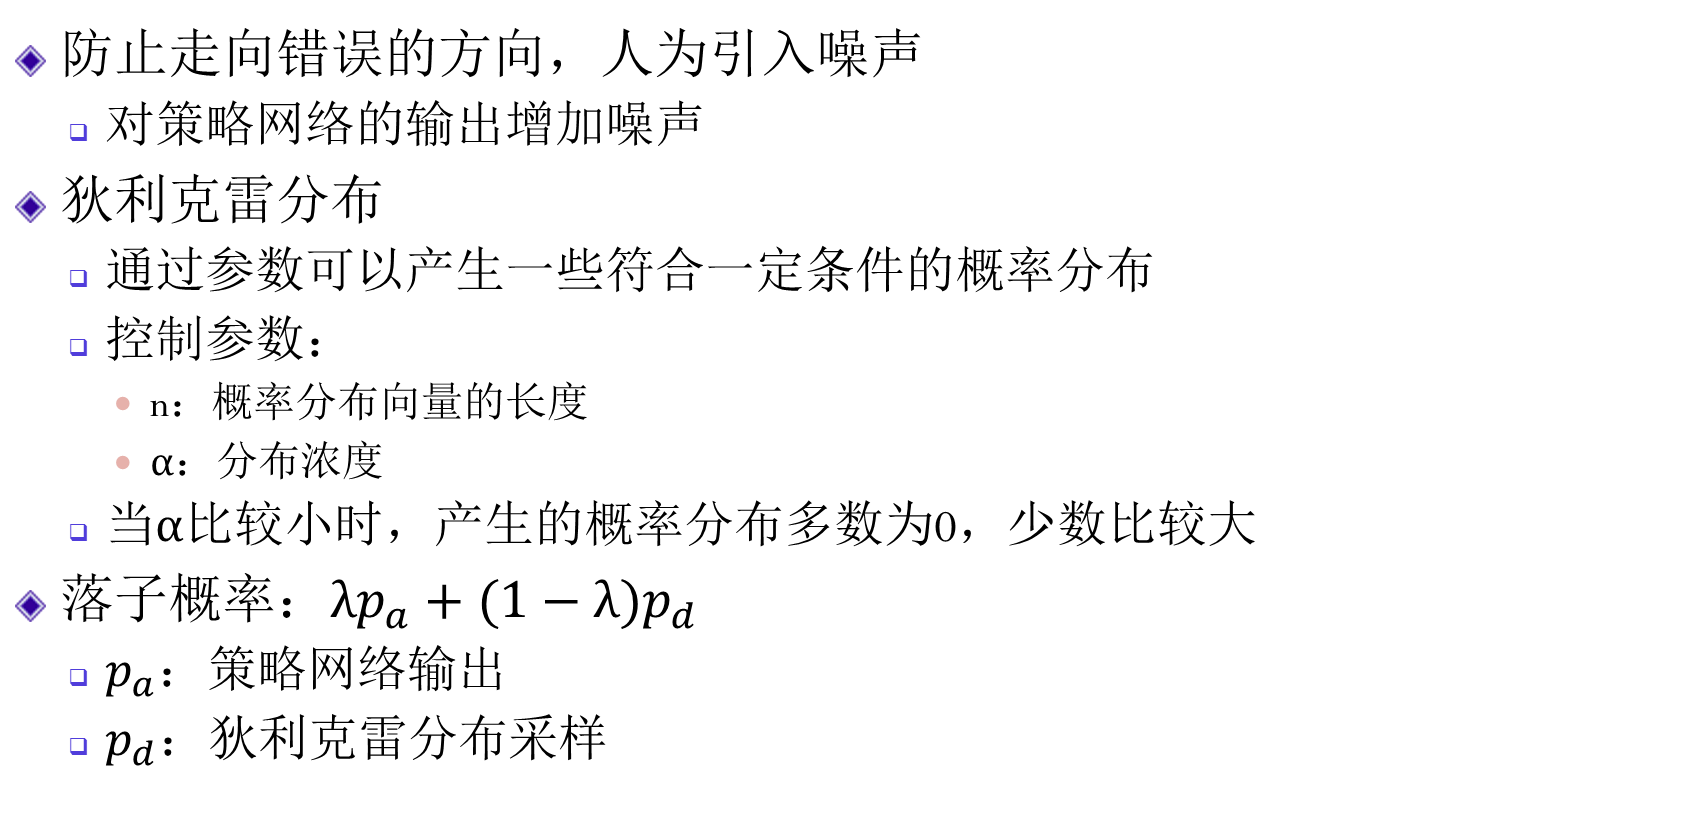 防止走向错误的方向，人为引入噪声
对策略网络的输出增加噪声
狄利克雷分布
通过参数可以产生一些符合一定条件的概率分布
控制参数：
n：概率分布向量的长度
α：分布浓度
当α比较小时，产生的概率分布多数为0，少数比较大
落子概率：λpₐ + (1 − λ)p_d
pₐ：策略网络输出
p_d：狄利克雷分布采样